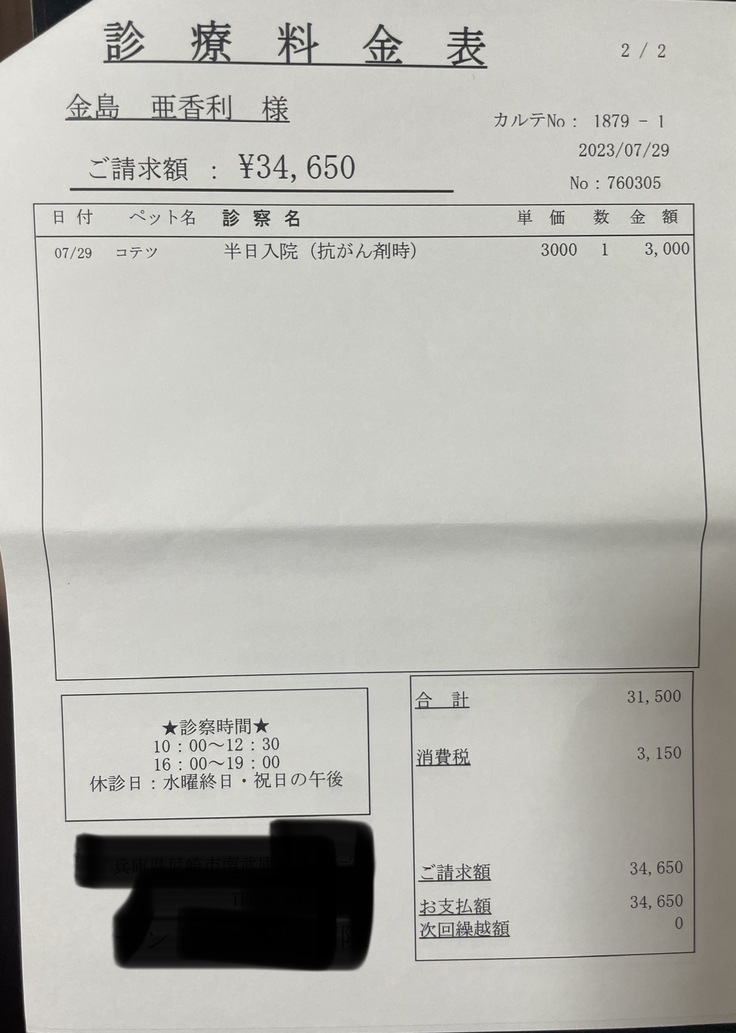 診療料金表
2 / 2
金島 亜香利 様
カルテNo : 1879 - 1
2023/07/29
ご請求額 : ¥34,650
No : 760305
日付 ペット名 診察名 単価 数 金額
07/29 コテツ 半日入院（抗がん剤時） 3000 1 3,000
★診察時間★
10：00～12：30
16：00～19：00
休診日：水曜終日・祝日の午後
合計 31,500
消費税 3,150
ご請求額 34,650
お支払額 34,650
次回繰越額 0